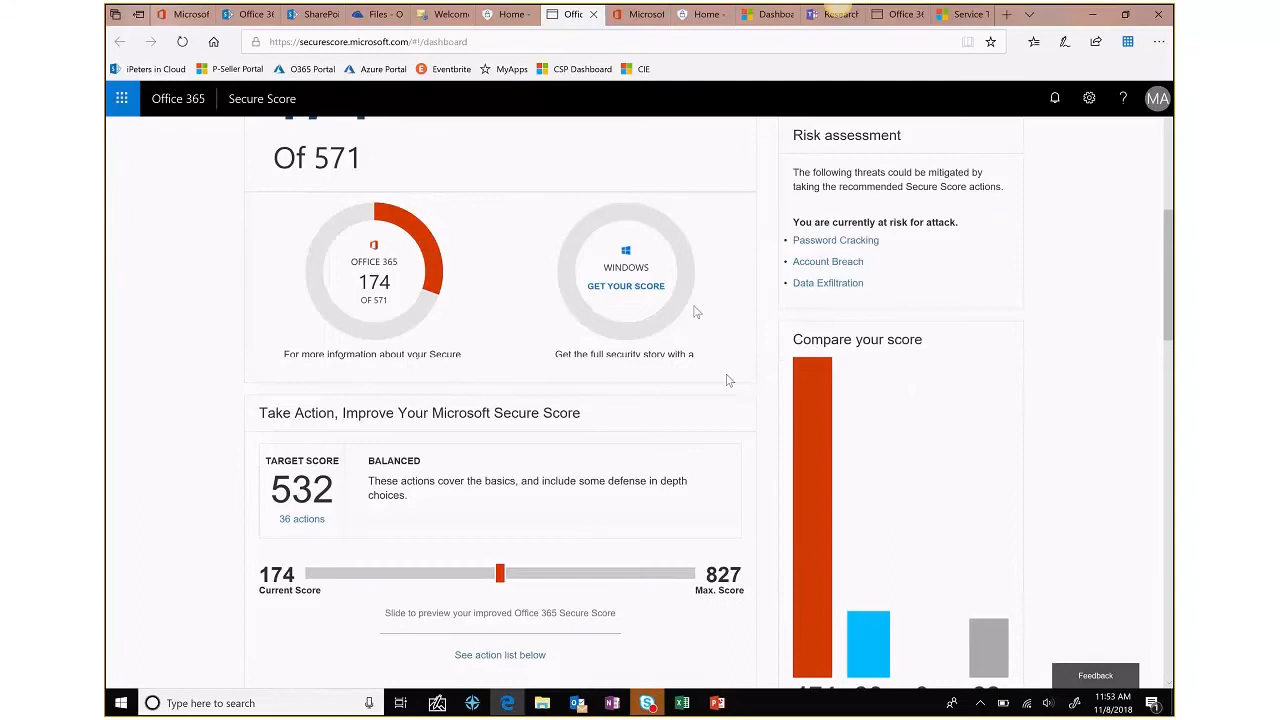 Microsof
Office 36
SharePoi
Files - O
Welcom
Home -
Offic
Microsof
Home -
Dashboa
Research
Office 36
Service T
https://securescore.microsoft.com/#!/dashboard
iPeters in Cloud
P-Seller Portal
O365 Portal
Azure Portal
Eventbrite
MyApps
CSP Dashboard
CIE
Office 365
Secure Score
MA
Of 571
OFFICE 365
174
OF 571
WINDOWS
GET YOUR SCORE
For more information about your Secure
Get the full security story with a
Take Action, Improve Your Microsoft Secure Score
TARGET SCORE
532
36 actions
BALANCED
These actions cover the basics, and include some defense in depth
choices.
174
Current Score
827
Max. Score
Slide to preview your improved Office 365 Secure Score
See action list below
Risk assessment
The following threats could be mitigated by
taking the recommended Secure Score actions.
You are currently at risk for attack.
• Password Cracking
• Account Breach
• Data Exfiltration
Compare your score
Feedback
Type here to search
11:53 AM
11/8/2018